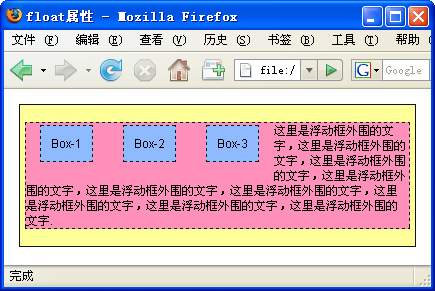 float属性 - Mozilla Firefox
文件 (F) 编辑 (E) 查看 (V) 历史 (S) 书签 (B) 工具 (T) 帮助
file:/ Google
Box-1 Box-2 Box-3
这里是浮动框外围的文
字，这里是浮动框外围
的文字，这里是浮动框
外围的文字，这里是浮动框外
围的文字，这里是浮动框外围的文字，这里是浮动框外围的文字，这
里是浮动框外围的文字，这里是浮动框外围的文字，这里是浮动框外围的
文字.
完成